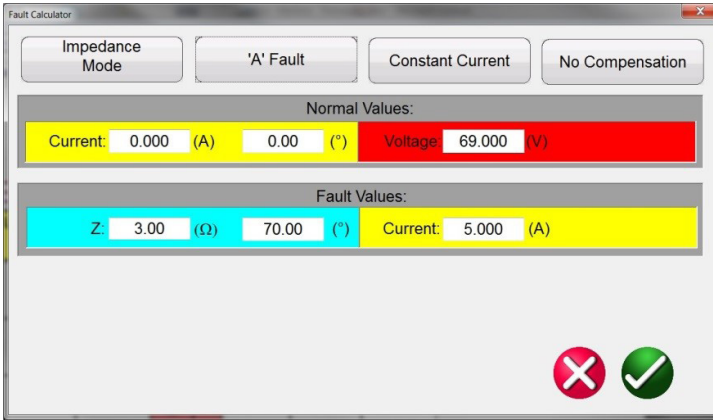 Fault Calculator
Impedance
Mode
'A' Fault
Constant Current
No Compensation
Normal Values:
Current: 0.000 (A) 0.00 (°) Voltage: 69.000 (V)
Fault Values:
Z: 3.00 (Ω) 70.00 (°) Current: 5.000 (A)